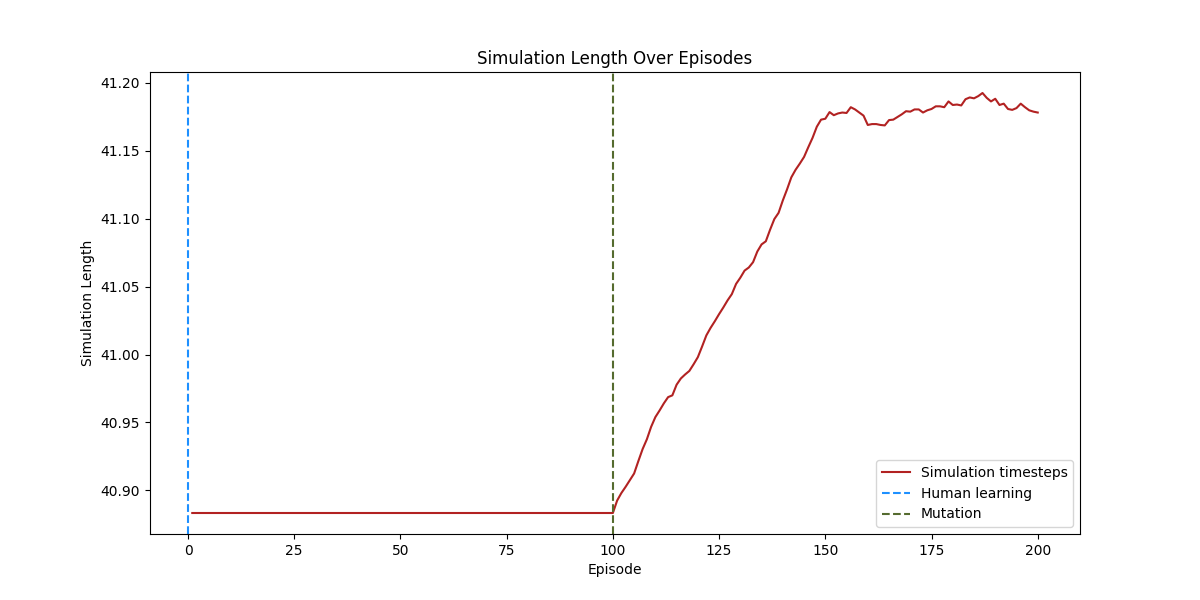 Simulation Length Over Episodes
41.20
41.15
41.10
41.05
41.00
40.95
40.90
Simulation Length
Simulation timesteps
Human learning
Mutation
0 25 50 75 100 125 150 175 200
Episode